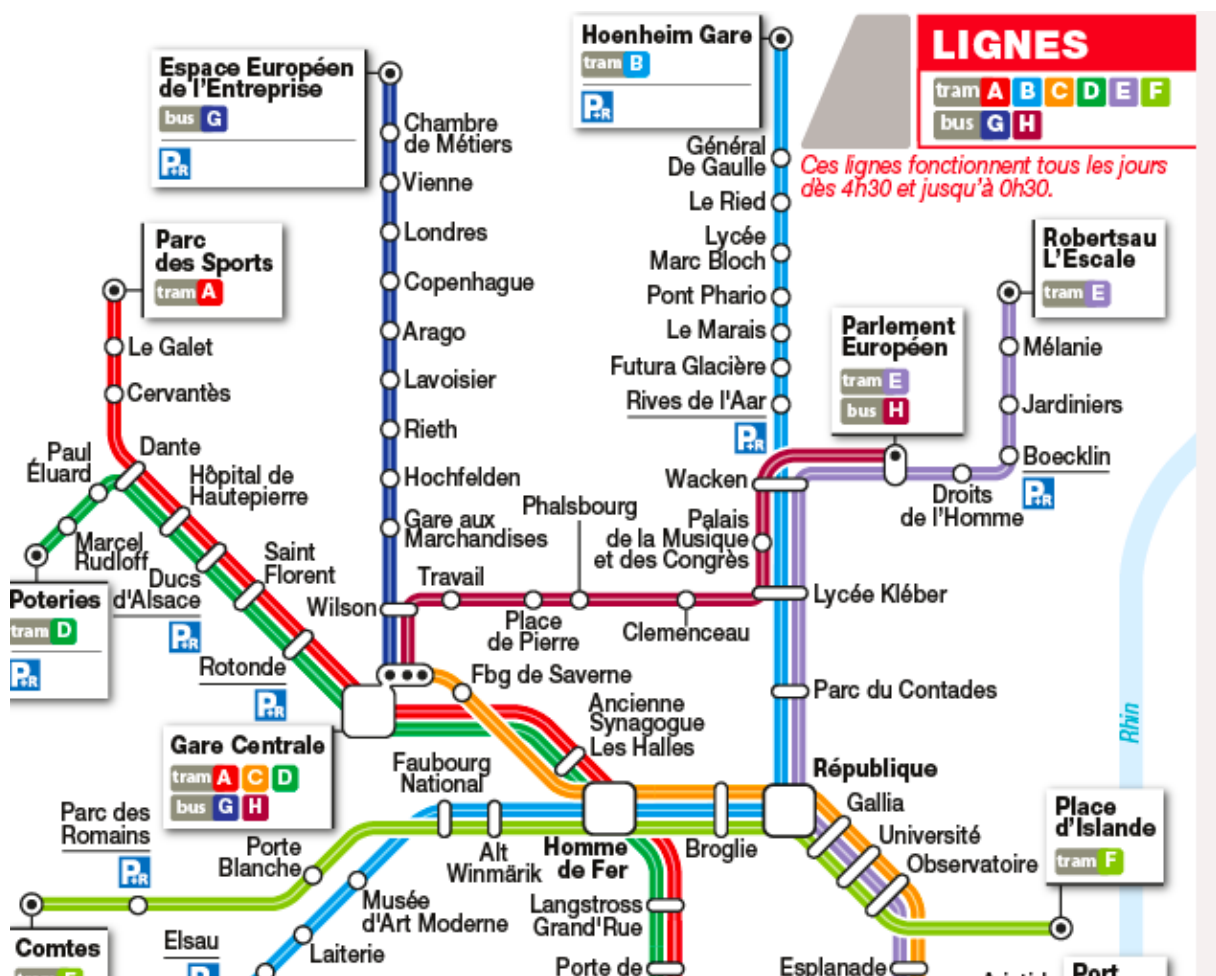 Espace Européen
de l'Entreprise
bus G
P+R
Chambre
de Métiers
Vienne
Londres
Copenhague
Arago
Lavoisier
Rieth
Hochfelden
Gare aux
Marchandises
Wilson
Hoenheim Gare
tram B
P+R
Général
De Gaulle
Le Ried
Lycée
Marc Bloch
Pont Phario
Le Marais
Futura Glacière
Rives de l'Aar
P+R
Wacken
Palais
de la Musique
et des Congrès
LIGNES
tram A B C D E F
bus G H
Ces lignes fonctionnent tous les jours
dès 4h30 et jusqu'à 0h30.
Robertsau
L'Escale
tram E
Mélanie
Jardiniers
Boecklin
P+R
Droits
de l'Homme
Parlement
Européen
tram E
bus H
Parc
des Sports
tram A
Le Galet
Cervantès
Dante
Paul
Éluard
Marcel
Rudloff
Poteries
tram D
P+R
Hôpital de
Hautepierre
Ducs
d'Alsace
P+R
Saint
Florent
Rotonde
P+R
Travail
Place
de Pierre
Phalsbourg
Clemenceau
Lycée Kléber
Parc du Contades
Rhin
Gare Centrale
tram A C D
bus G H
Fbg de Saverne
Ancienne
Synagogue
Les Halles
Faubourg
National
Alt
Winmärik
Homme
de Fer
Broglie
République
Gallia
Université
Observatoire
Place
d'Islande
tram F
Parc des
Romains
P+R
Porte
Blanche
Musée
d'Art Moderne
Laiterie
Elsau
Comtes
Langstross
Grand'Rue
Porte de
Esplanade
Port